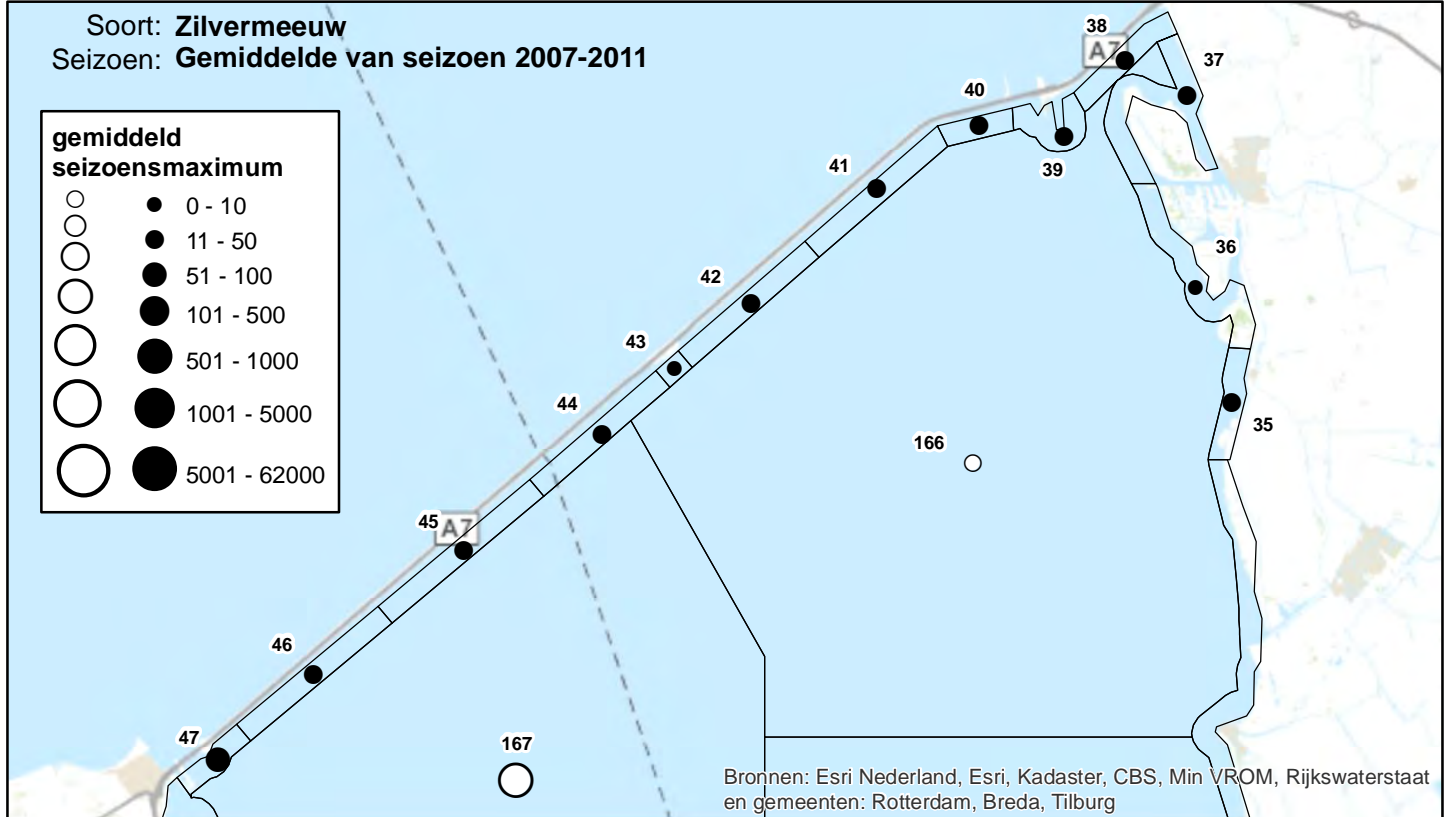 Soort: Zilvermeeuw
Seizoen: Gemiddelde van seizoen 2007-2011
gemiddeld
seizoensmaximum
0 - 10
11 - 50
51 - 100
101 - 500
501 - 1000
1001 - 5000
5001 - 62000
38
A7
37
40
39
41
36
42
43
35
44
166
45
A7
46
47
167
Bronnen: Esri Nederland, Esri, Kadaster, CBS, Min VROM, Rijkswaterstaat
en gemeenten: Rotterdam, Breda, Tilburg